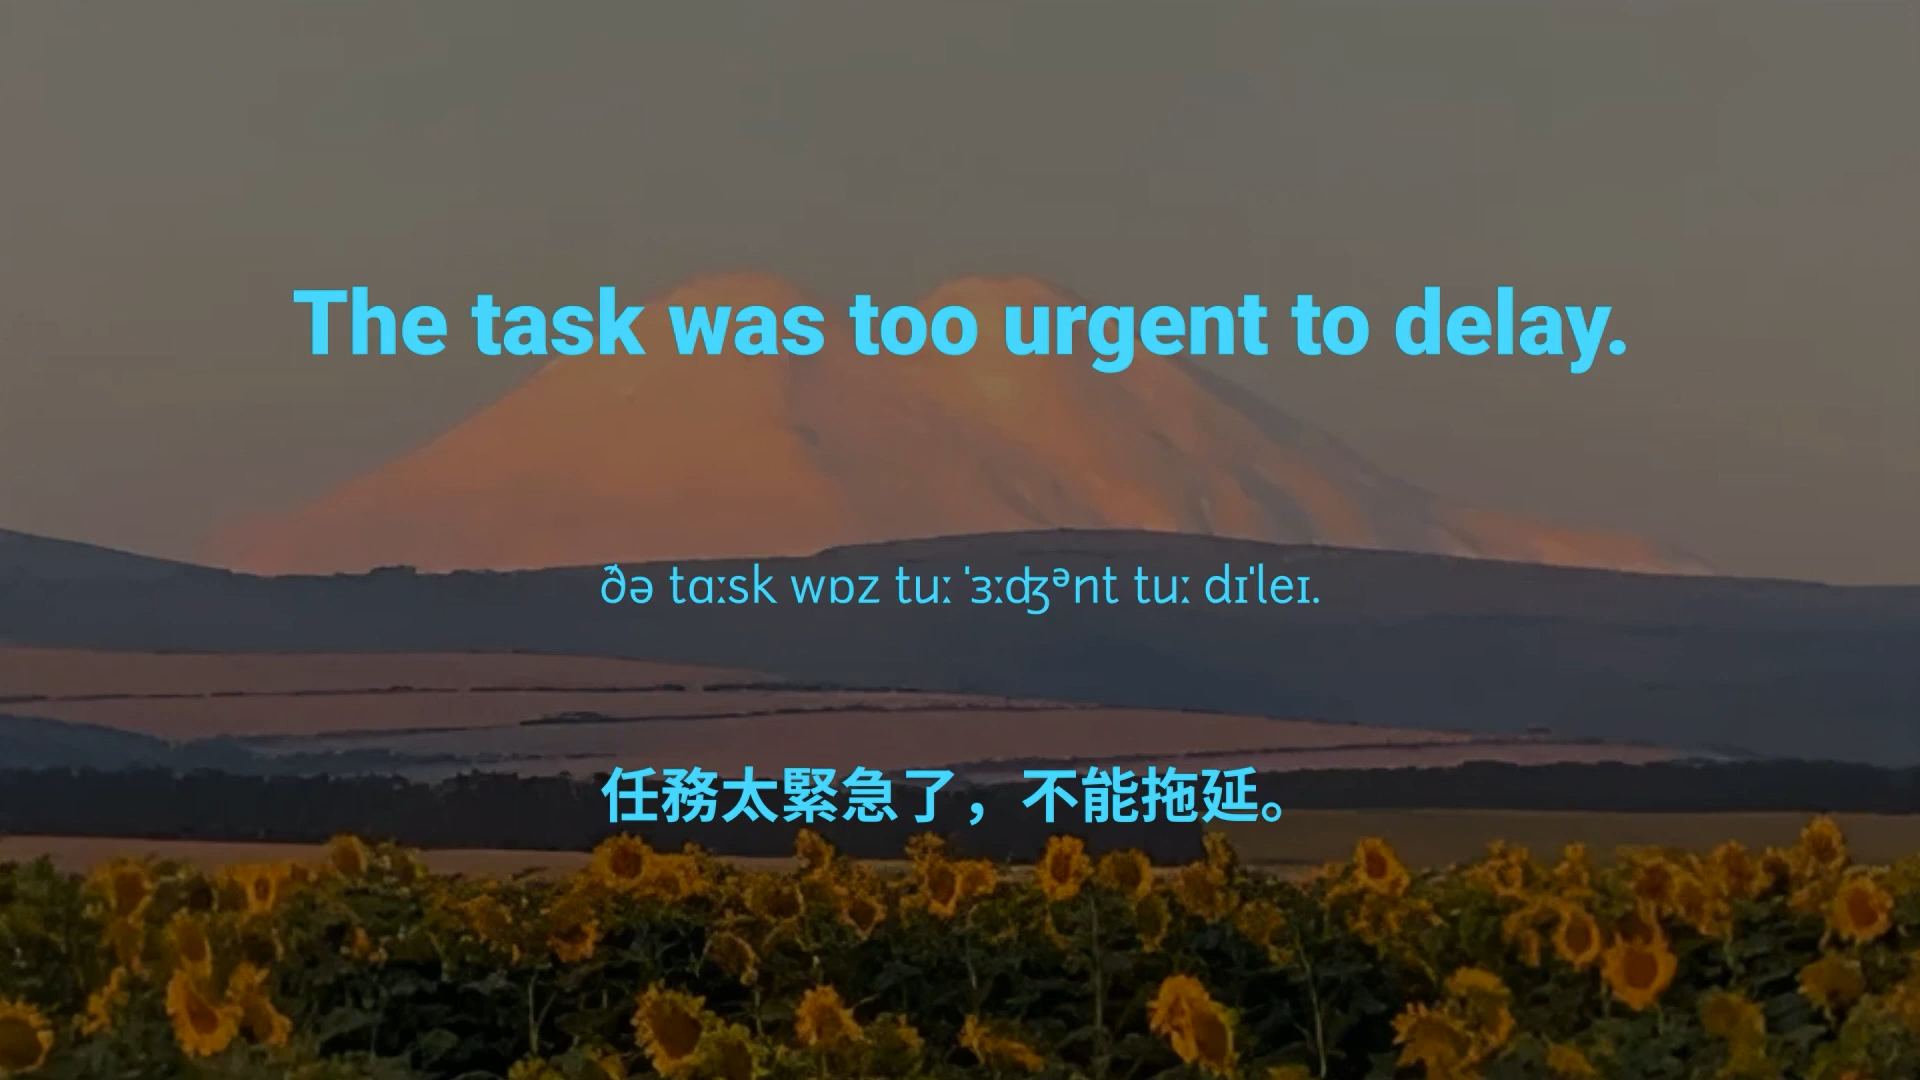 The task was too urgent to delay.
ðə tɑːsk wɒz tuː ˈɜːʤᵊnt tuː dɪˈleɪ.
任務太緊急了，不能拖延。